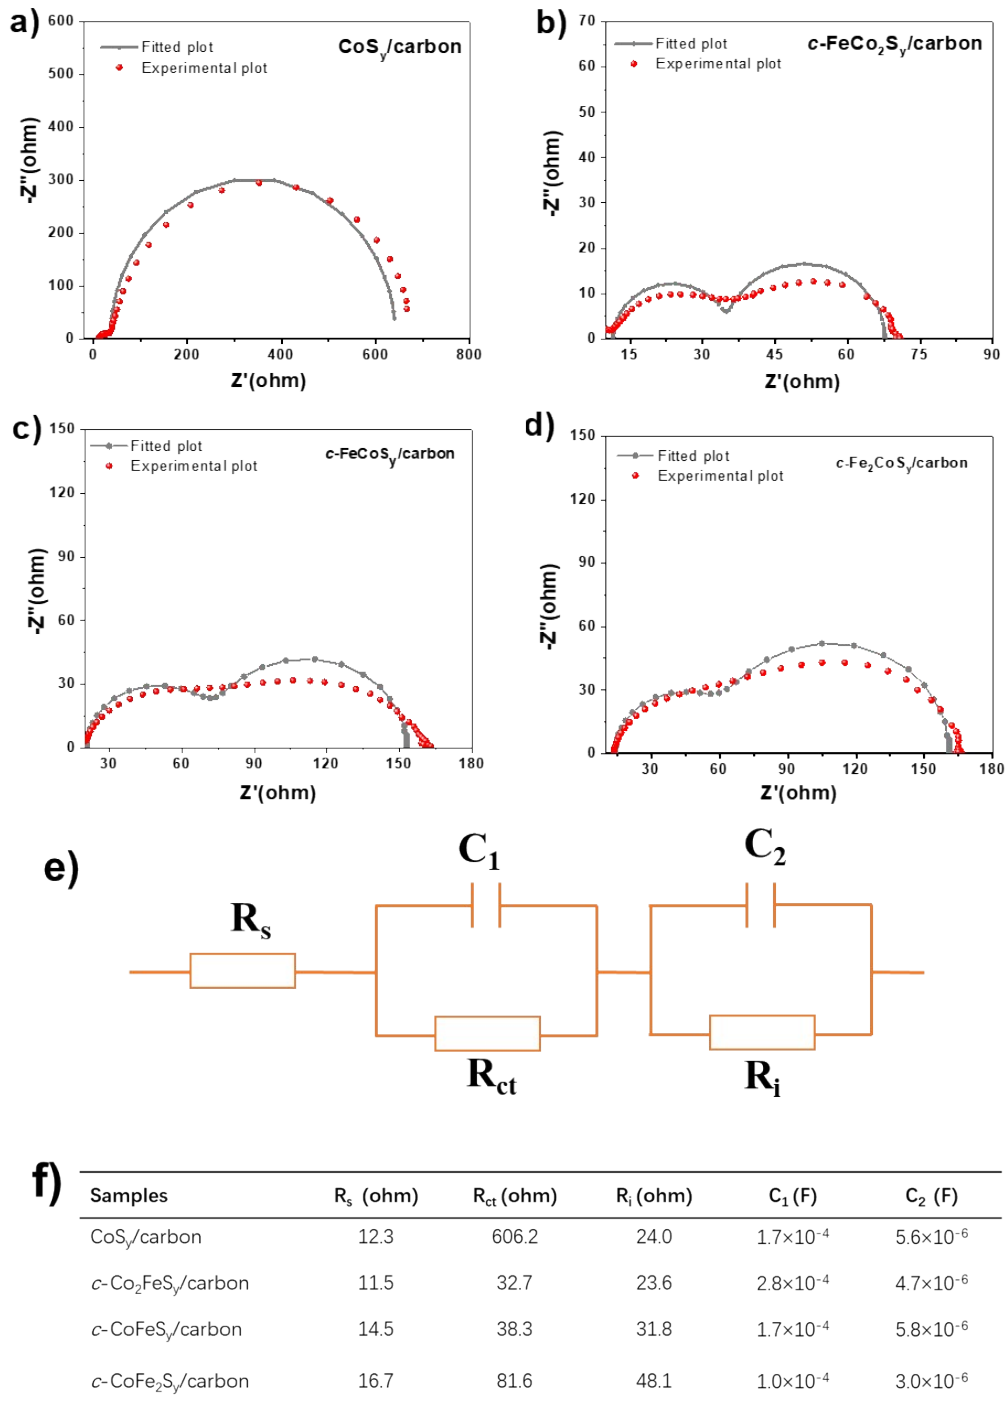 a)
600
500
400
300
200
100
0
0 200 400 600 800
-Z"(ohm)
Z'(ohm)
Fitted plot
Experimental plot
CoSy/carbon
b)
70
60
50
40
30
20
10
0
15 30 45 60 75 90
-Z"(ohm)
Z'(ohm)
Fitted plot
Experimental plot
c-FeCo2Sy/carbon
c)
150
120
90
60
30
0
30 60 90 120 150 180
-Z"(ohm)
Z'(ohm)
Fitted plot
Experimental plot
c-FeCoSy/carbon
d)
150
120
90
60
30
0
30 60 90 120 150 180
-Z"(ohm)
Z'(ohm)
Fitted plot
Experimental plot
c-Fe2CoSy/carbon
e)
C1
C2
Rs
Rct
Ri
f)
Samples Rs (ohm) Rct (ohm) Ri (ohm) C1 (F) C2 (F)
CoSy/carbon 12.3 606.2 24.0 1.7×10⁻⁴ 5.6×10⁻⁶
c-Co2FeSy/carbon 11.5 32.7 23.6 2.8×10⁻⁴ 4.7×10⁻⁶
c-CoFeSy/carbon 14.5 38.3 31.8 1.7×10⁻⁴ 5.8×10⁻⁶
c-CoFe2Sy/carbon 16.7 81.6 48.1 1.0×10⁻⁴ 3.0×10⁻⁶